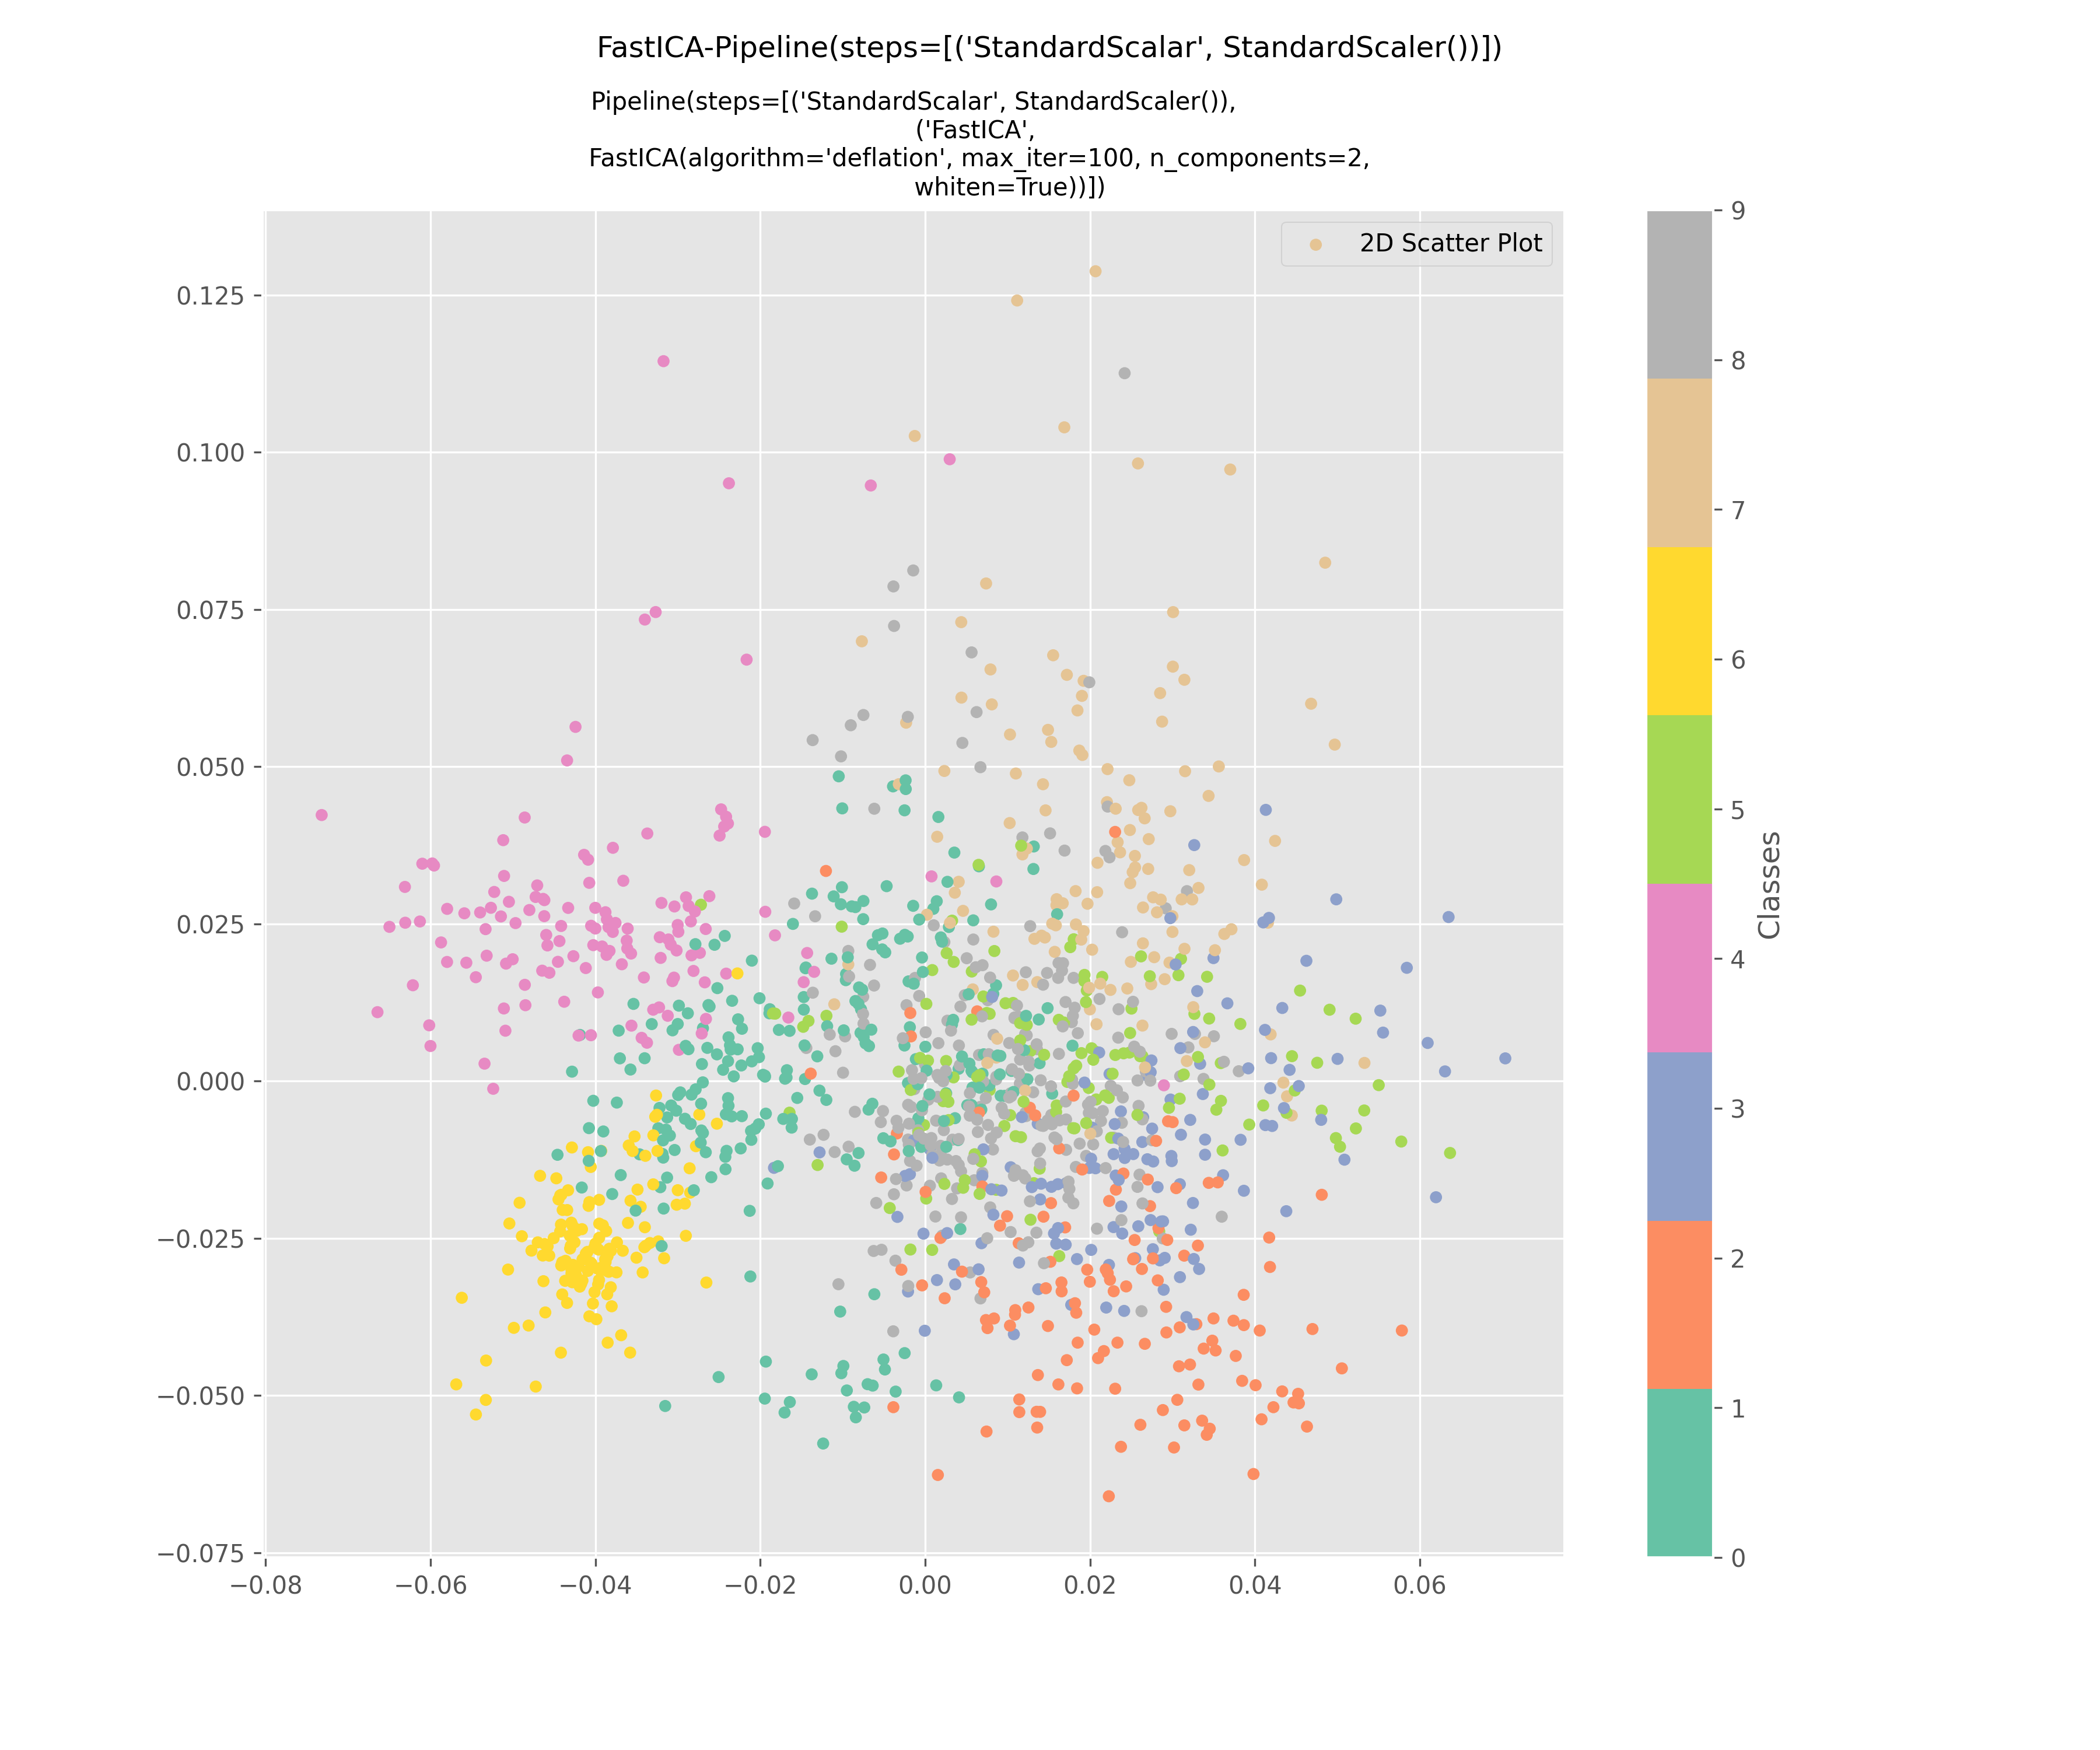 FastICA-Pipeline(steps=[('StandardScalar', StandardScaler())])
Pipeline(steps=[('StandardScalar', StandardScaler()),
('FastICA',
FastICA(algorithm='deflation', max_iter=100, n_components=2,
whiten=True))])
2D Scatter Plot
0.125
0.100
0.075
0.050
0.025
0.000
−0.025
−0.050
−0.075
−0.08 −0.06 −0.04 −0.02 0.00 0.02 0.04 0.06
9
8
7
6
5
4
3
2
1
0
Classes